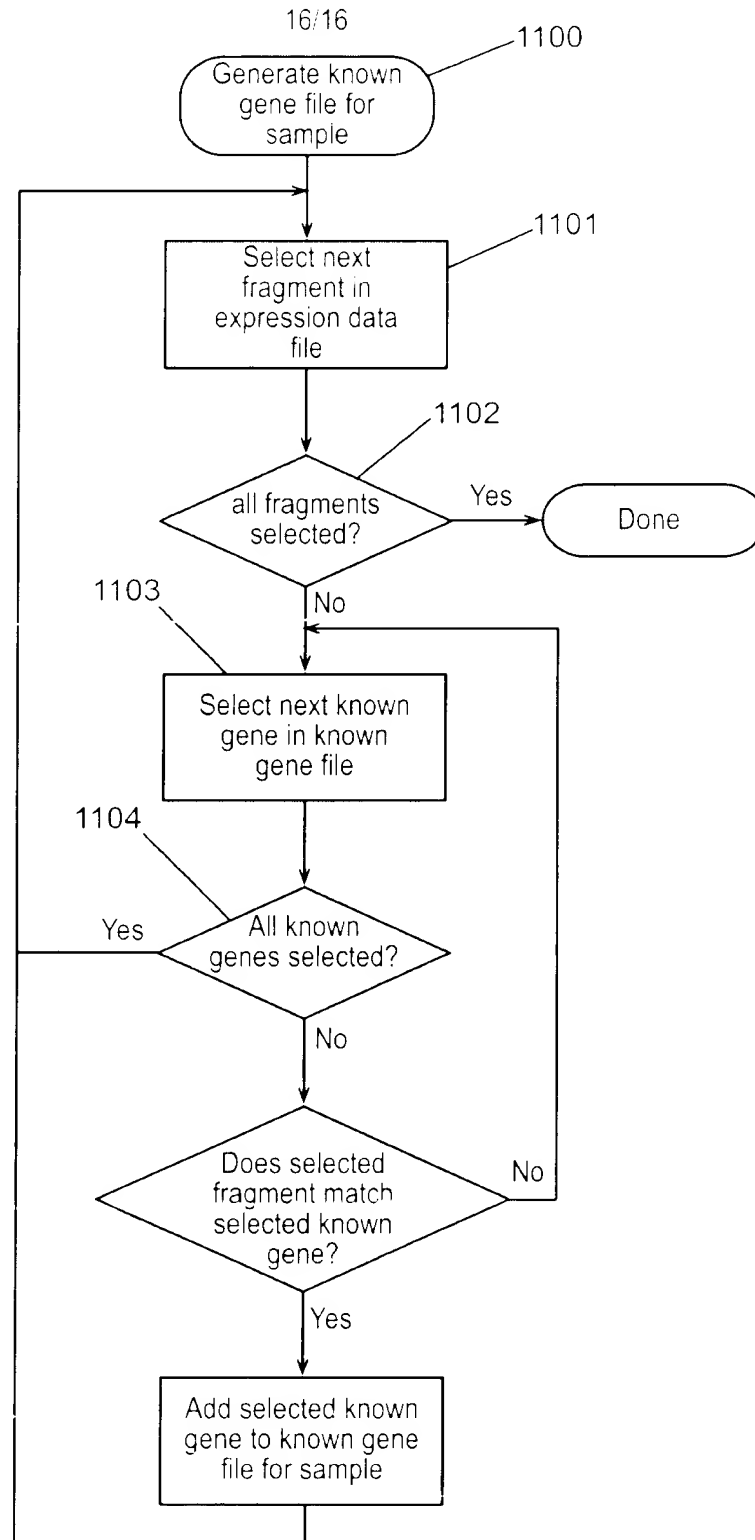 16/16
1100
Generate known
gene file for
sample
1101
Select next
fragment in
expression data
file
1102
all fragments
selected?
Yes
Done
No
1103
Select next known
gene in known
gene file
1104
All known
genes selected?
Yes
No
Does selected
fragment match
selected known
gene?
No
Yes
Add selected known
gene to known gene
file for sample